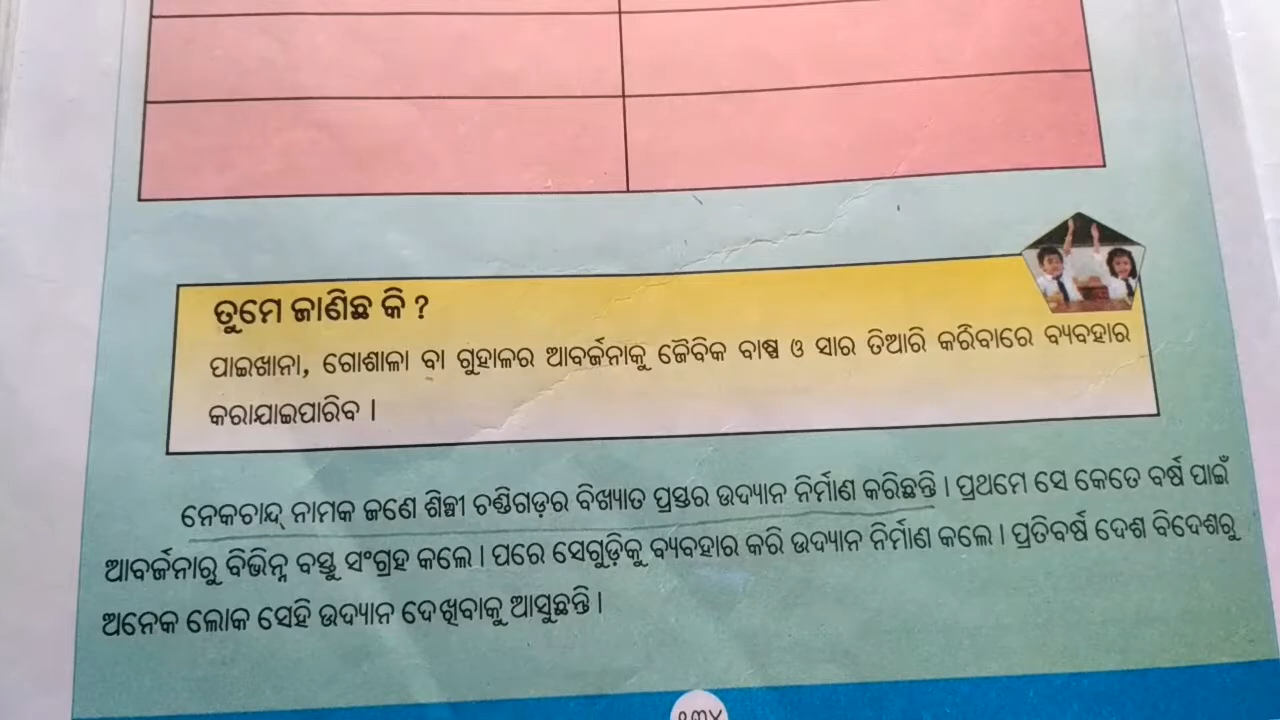 ତୁମେ ଜାଣିଛ କି ?
ପାଇଖାନା, ଗୋଶାଳା ବା ଗୁହାଳର ଆବର୍ଜନାକୁ ଜୈବିକ ବାଷ୍ପ ଓ ସାର ତିଆରି କରିବାରେ ବ୍ୟବହାର
କରାଯାଇପାରିବ ।
ନେକଚାନ୍ଦ୍ ନାମକ ଜଣେ ଶିଳ୍ପୀ ଚଣ୍ଡିଗଡ଼ର ବିଖ୍ୟାତ ପ୍ରସ୍ତର ଉଦ୍ୟାନ ନିର୍ମାଣ କରିଛନ୍ତି । ପ୍ରଥମେ ସେ କେତେ ବର୍ଷ ପାଇଁ
ଆବର୍ଜନାରୁ ବିଭିନ୍ନ ବସ୍ତୁ ସଂଗ୍ରହ କଲେ । ପରେ ସେଗୁଡ଼ିକୁ ବ୍ୟବହାର କରି ଉଦ୍ୟାନ ନିର୍ମାଣ କଲେ । ପ୍ରତିବର୍ଷ ଦେଶ ବିଦେଶରୁ
ଅନେକ ଲୋକ ସେହି ଉଦ୍ୟାନ ଦେଖିବାକୁ ଆସୁଛନ୍ତି ।